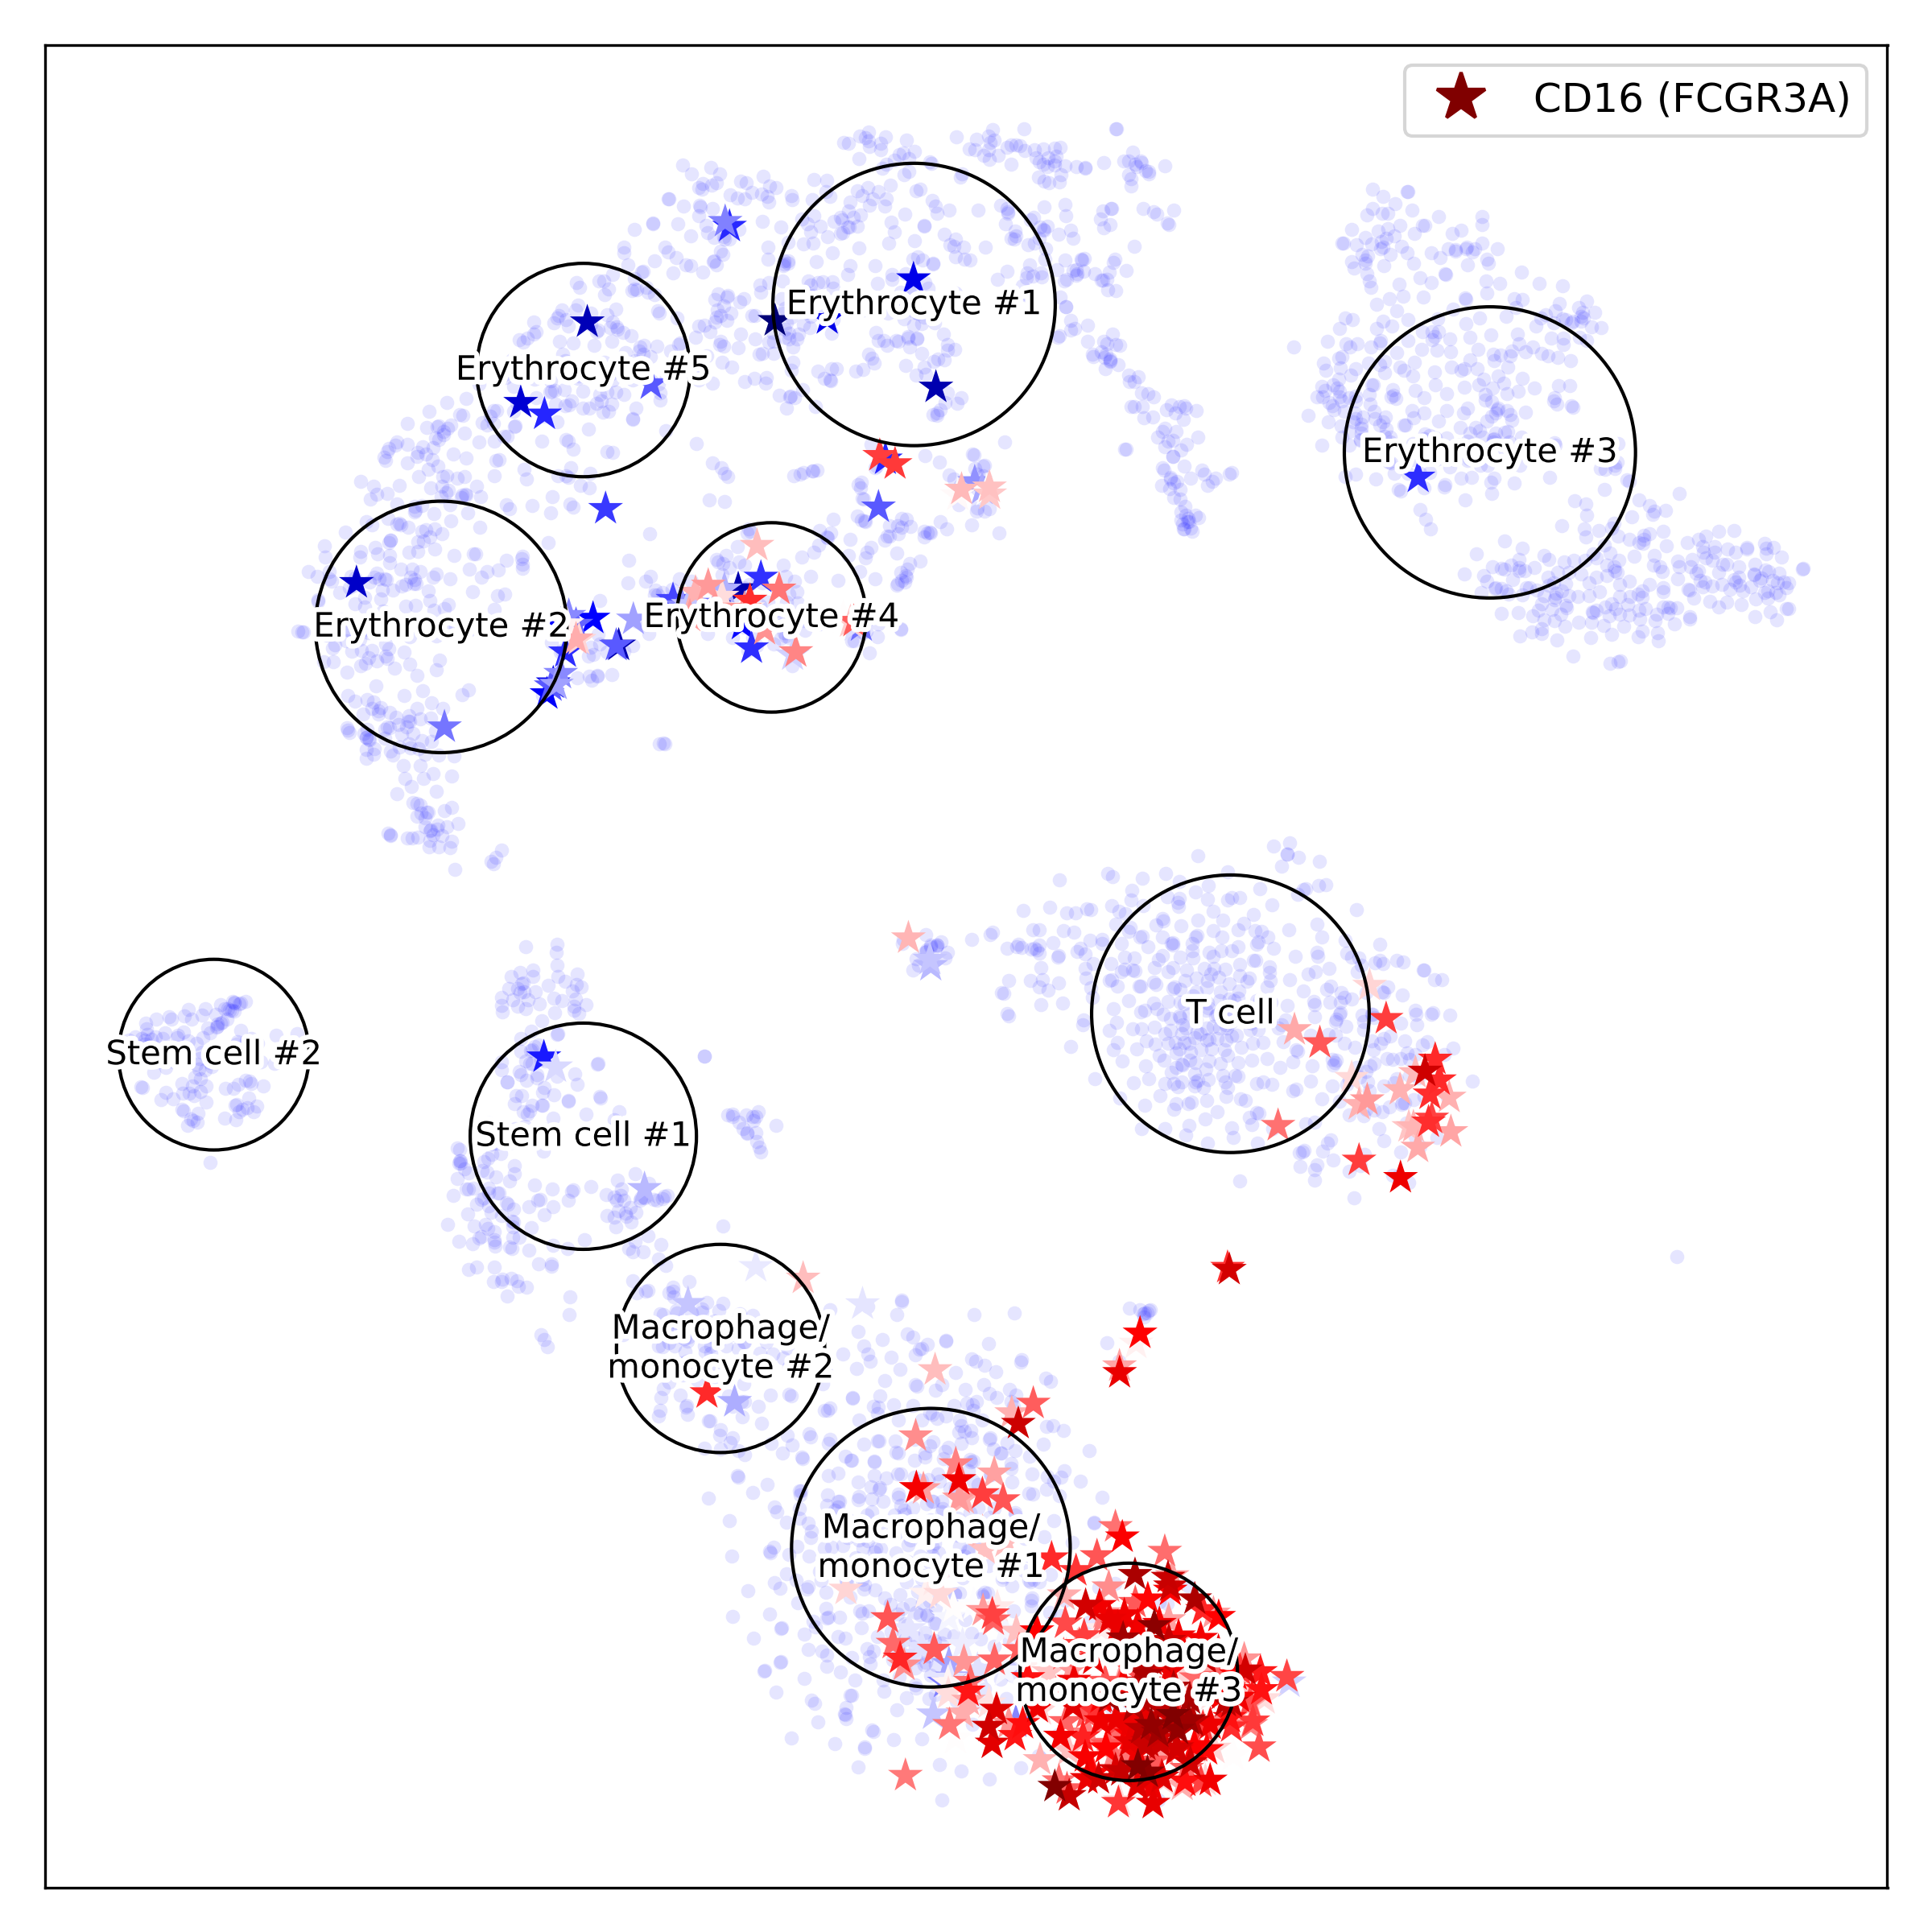 CD16 (FCGR3A)
Erythrocyte #1
Erythrocyte #5
Erythrocyte #3
Erythrocyte #4
Erythrocyte #2
T cell
Stem cell #2
Stem cell #1
Macrophage/
monocyte #2
Macrophage/
monocyte #1
Macrophage/
monocyte #3